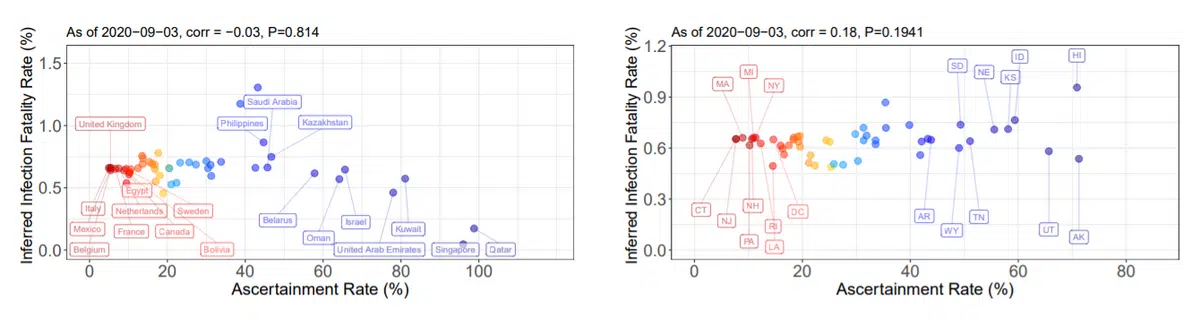 As of 2020−09−03, corr = −0.03, P=0.814
Inferred Infection Fatality Rate (%)
1.5
1.0
0.5
0.0
Saudi Arabia
United Kingdom
Philippines
Kazakhstan
Egypt
Italy
Netherlands
Sweden
Mexico
France
Canada
Belgium
Bolivia
Belarus
Israel
Oman
Kuwait
United Arab Emirates
Singapore
Qatar
0
20
40
60
80
100
Ascertainment Rate (%)
As of 2020−09−03, corr = 0.18, P=0.1941
Inferred Infection Fatality Rate (%)
1.2
0.9
0.6
0.3
0.0
MA
MI
NY
SD
NE
ID
KS
HI
CT
NJ
NH
PA
RI
DC
LA
AR
WY
TN
UT
AK
0
20
40
60
80
Ascertainment Rate (%)